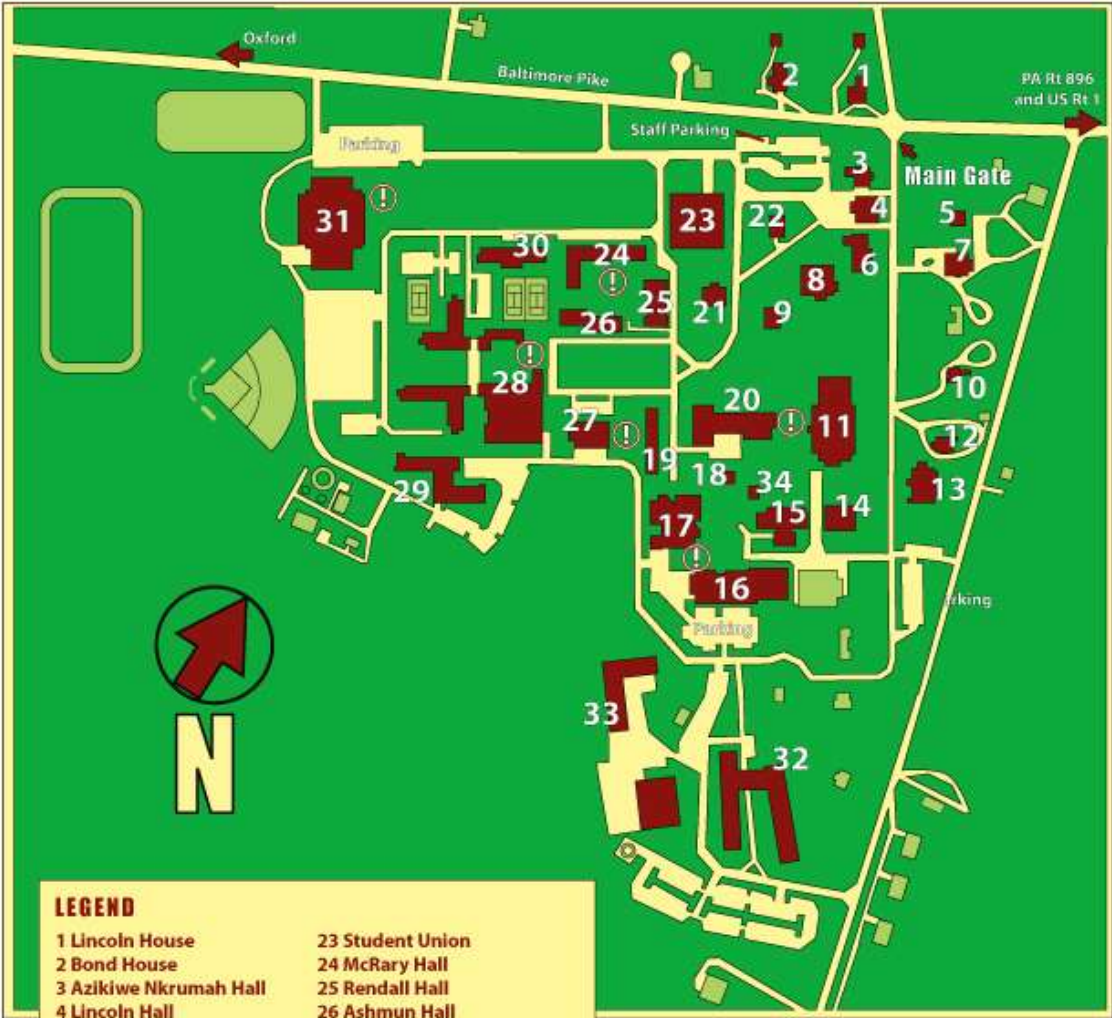 Oxford
Baltimore Pike
2
1
PA Rt 896
and US Rt 1
Staff Parking
Parking
Main Gate
3
31
23
22
4
5
30
24
6
7
8
25
21
9
26
28
10
20
27
11
12
19
18
34
13
29
17
15
14
16
rking
Parking
33
32
N
LEGEND
1 Lincoln House
2 Bond House
3 Azikiwe Nkrumah Hall
4 Lincoln Hall
23 Student Union
24 McRary Hall
25 Rendall Hall
26 Ashmun Hall